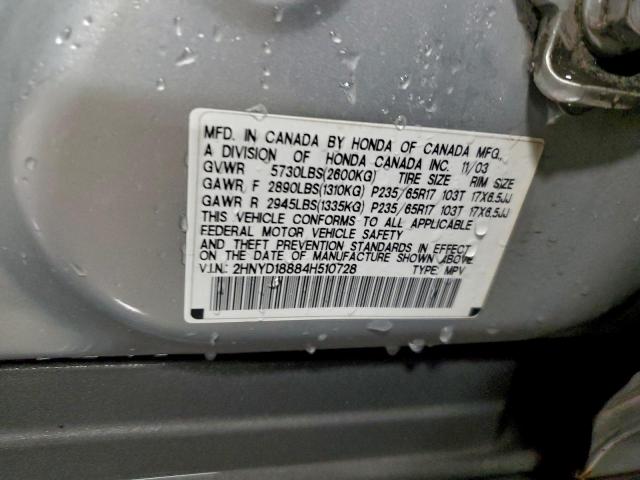 MFD. IN CANADA BY HONDA OF CANADA MFG.,
A DIVISION OF HONDA CANADA INC. 11/03
GVWR 5730LBS(2600KG) TIRE SIZE RIM SIZE
GAWR F 2890LBS(1310KG) P235/65R17 103T 17X6.5JJ
GAWR R 2945LBS(1335KG) P235/65R17 103T 17X6.5JJ
THIS VEHICLE CONFORMS TO ALL APPLICABLE
FEDERAL MOTOR VEHICLE SAFETY
AND THEFT PREVENTION STANDARDS IN EFFECT
ON DATE OF MANUFACTURE SHOWN ABOVE
V.I.N.: 2HNYD18884H510728 TYPE: MPV